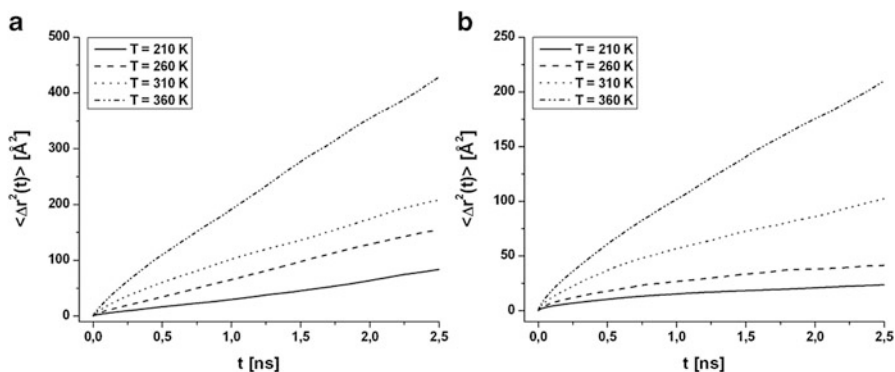 a
T = 210 K
T = 260 K
T = 310 K
T = 360 K
500
400
300
200
100
0
<Δr²(t)> [Å²]
0,0 0,5 1,0 1,5 2,0 2,5
t [ns]
b
T = 210 K
T = 260 K
T = 310 K
T = 360 K
250
200
150
100
50
0
<Δr²(t)> [Å²]
0,0 0,5 1,0 1,5 2,0 2,5
t [ns]